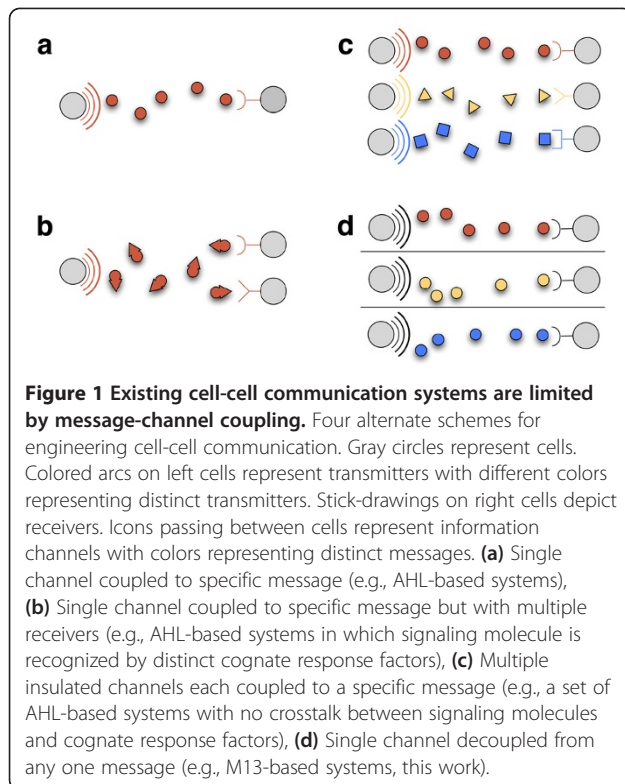 a
c
b
d
Figure 1 Existing cell-cell communication systems are limited
by message-channel coupling. Four alternate schemes for
engineering cell-cell communication. Gray circles represent cells.
Colored arcs on left cells represent transmitters with different colors
representing distinct transmitters. Stick-drawings on right cells depict
receivers. Icons passing between cells represent information
channels with colors representing distinct messages. (a) Single
channel coupled to specific message (e.g., AHL-based systems),
(b) Single channel coupled to specific message but with multiple
receivers (e.g., AHL-based systems in which signaling molecule is
recognized by distinct cognate response factors), (c) Multiple
insulated channels each coupled to a specific message (e.g., a set of
AHL-based systems with no crosstalk between signaling molecules
and cognate response factors), (d) Single channel decoupled from
any one message (e.g., M13-based systems, this work).